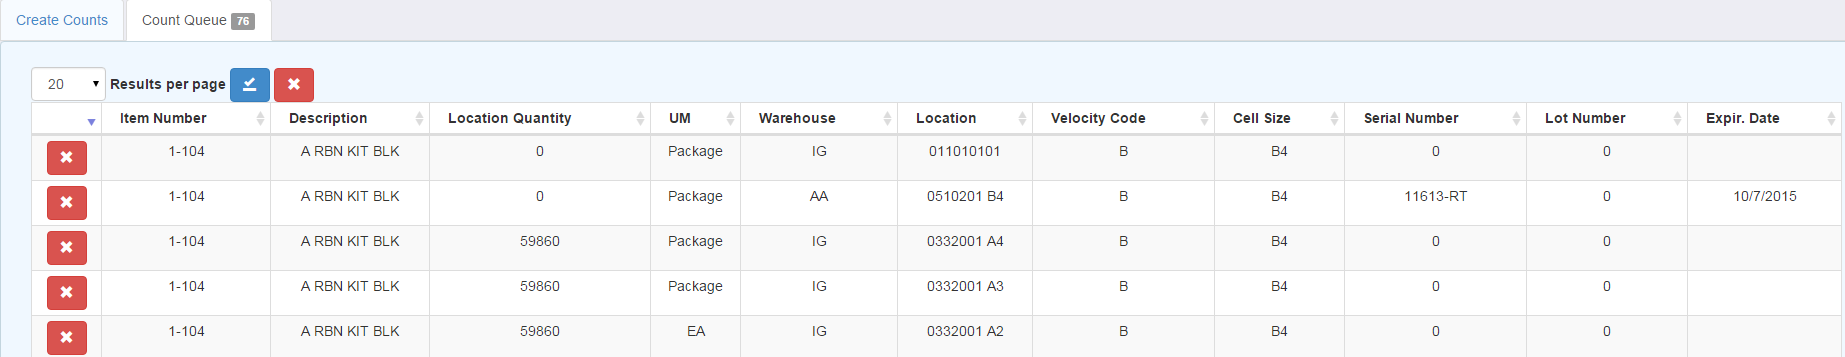 Create Counts Count Queue 76
20 Results per page
Item Number Description Location Quantity UM Warehouse Location Velocity Code Cell Size Serial Number Lot Number Expir. Date
1-104 A RBN KIT BLK 0 Package IG 011010101 B B4 0 0
1-104 A RBN KIT BLK 0 Package AA 0510201 B4 B B4 11613-RT 0 10/7/2015
1-104 A RBN KIT BLK 59860 Package IG 0332001 A4 B B4 0 0
1-104 A RBN KIT BLK 59860 Package IG 0332001 A3 B B4 0 0
1-104 A RBN KIT BLK 59860 EA IG 0332001 A2 B B4 0 0